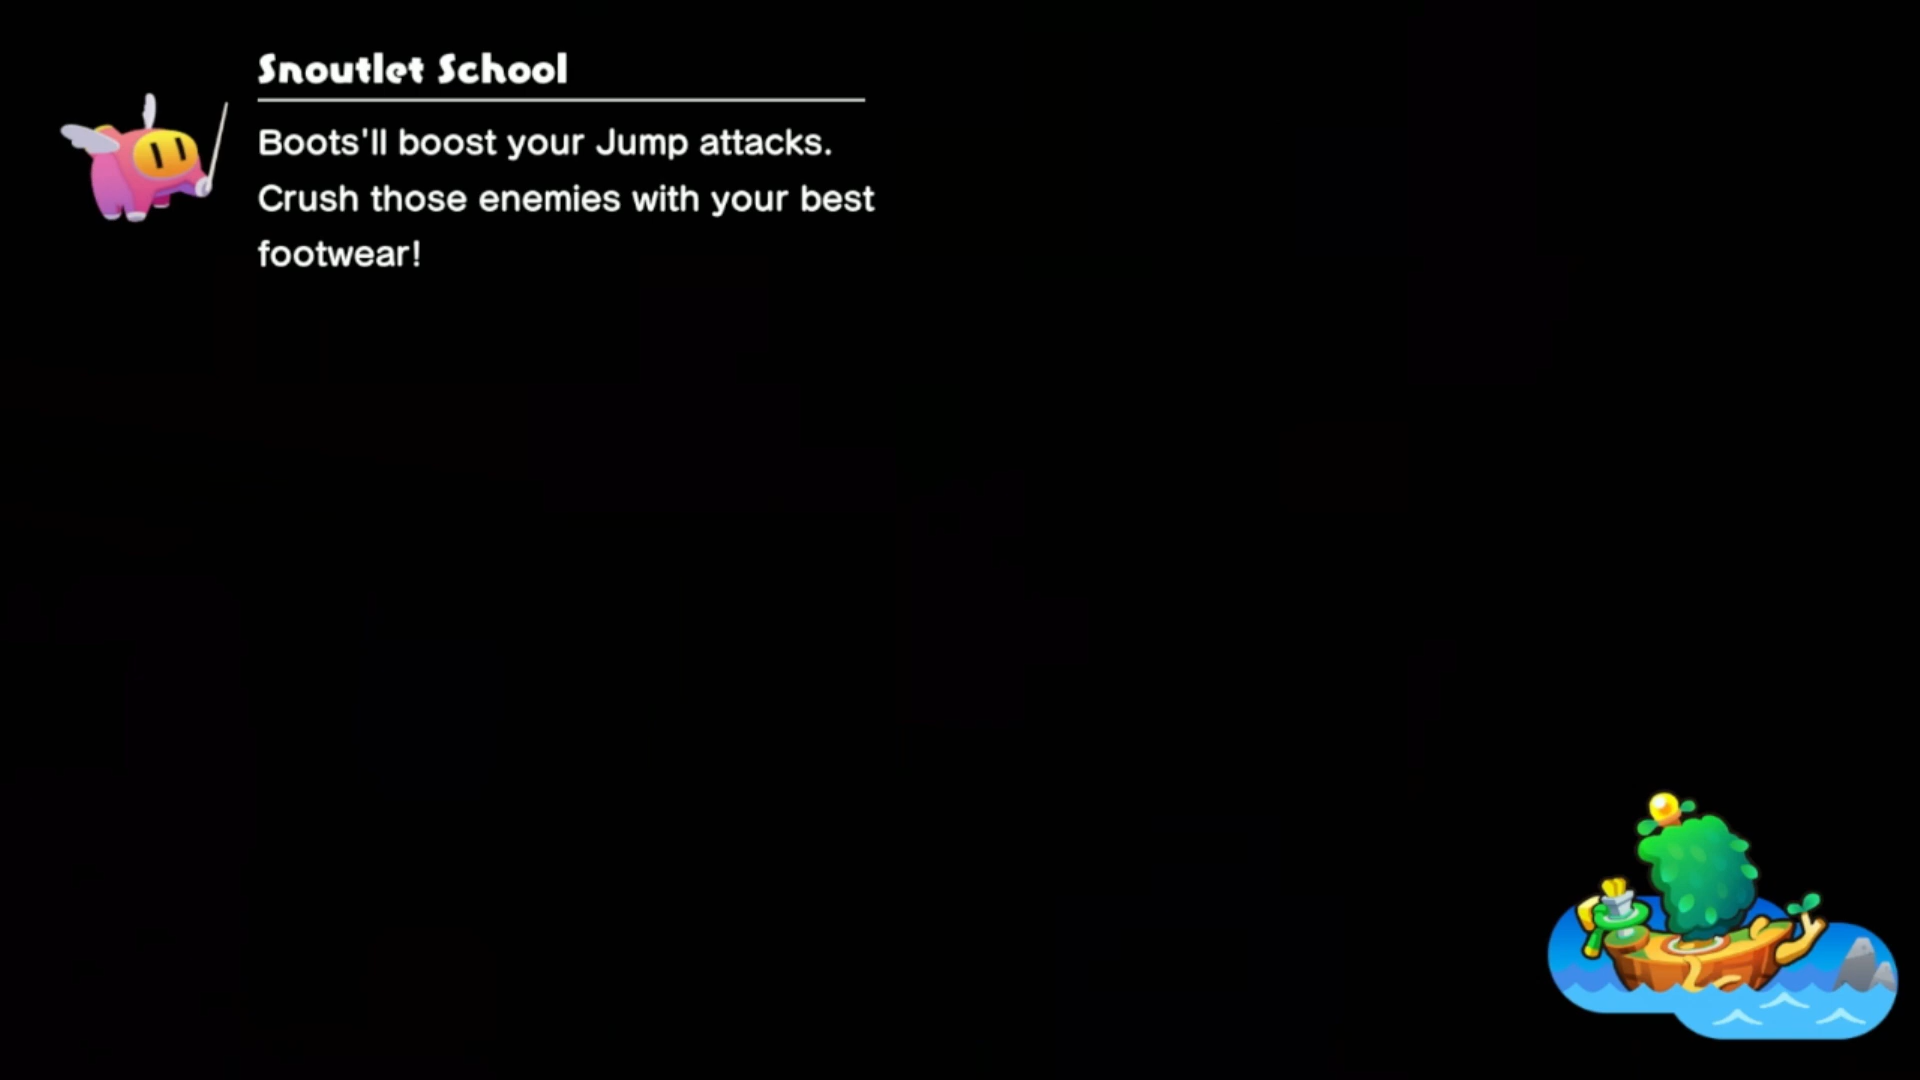 Snoutlet School
Boots'll boost your Jump attacks.
Crush those enemies with your best
footwear!